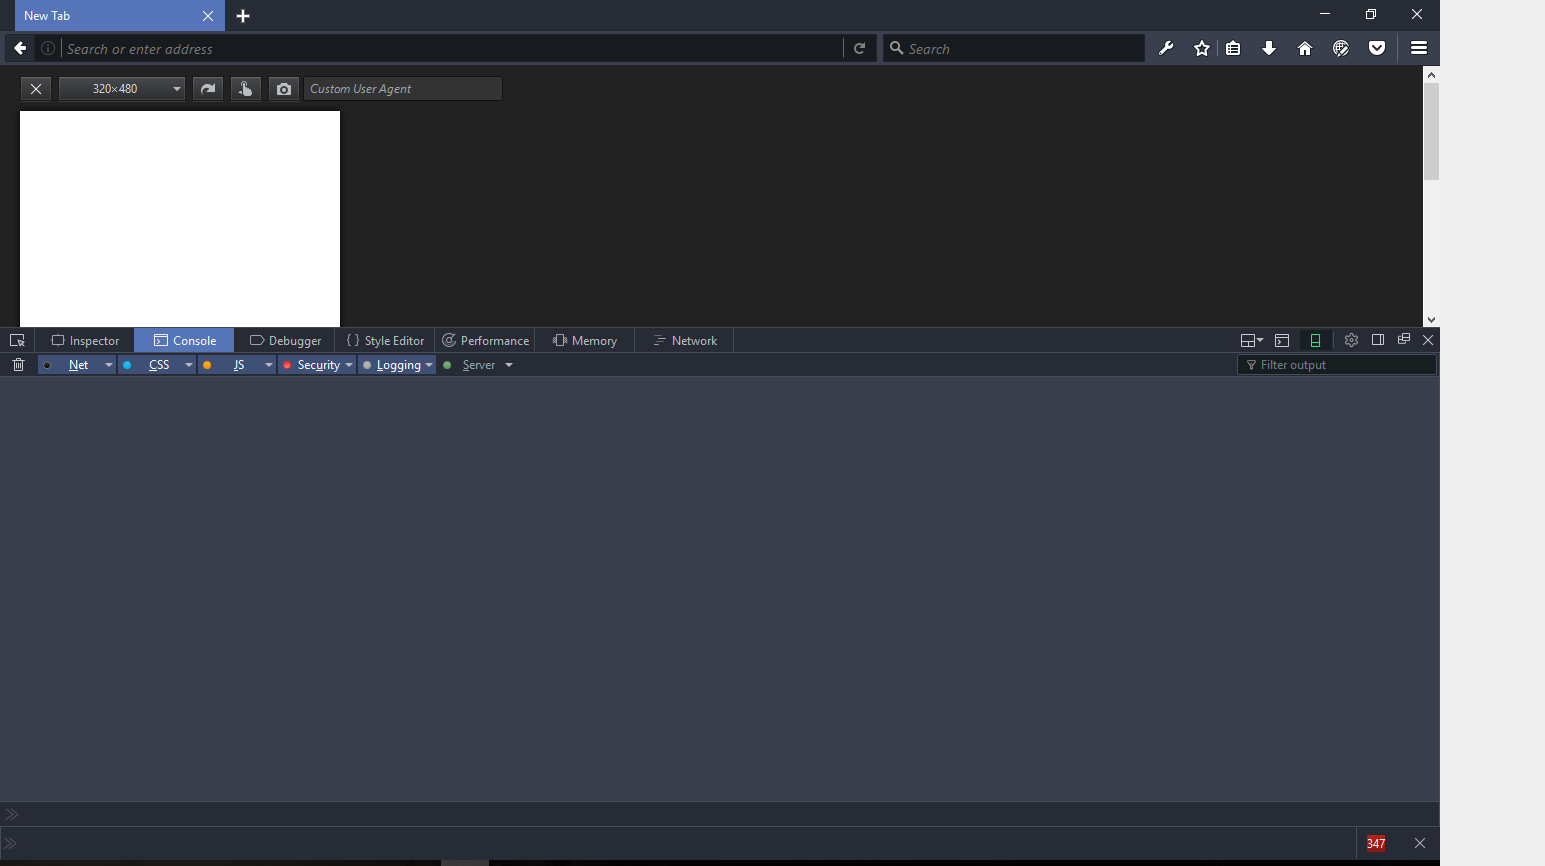 New Tab
Search or enter address
Search
320×480
Custom User Agent
Inspector
Console
Debugger
Style Editor
Performance
Memory
Network
Net
CSS
JS
Security
Logging
Server
Filter output
347